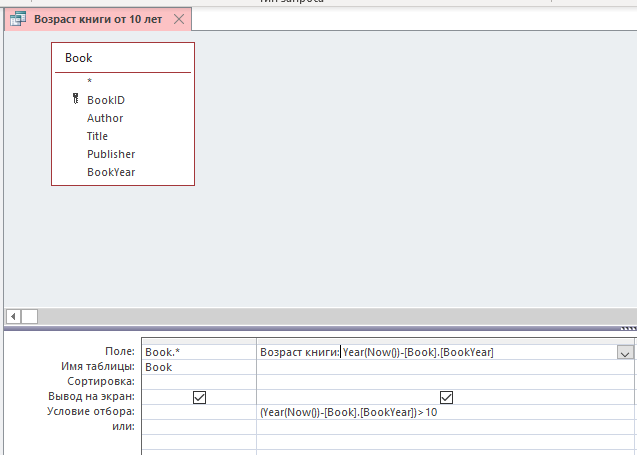 Возраст книги от 10 лет
Book
*
BookID
Author
Title
Publisher
BookYear
Поле: Book.* Возраст книги: Year(Now())-[Book].[BookYear]
Имя таблицы: Book
Сортировка:
Вывод на экран:
Условие отбора: (Year(Now())-[Book].[BookYear])>10
или: